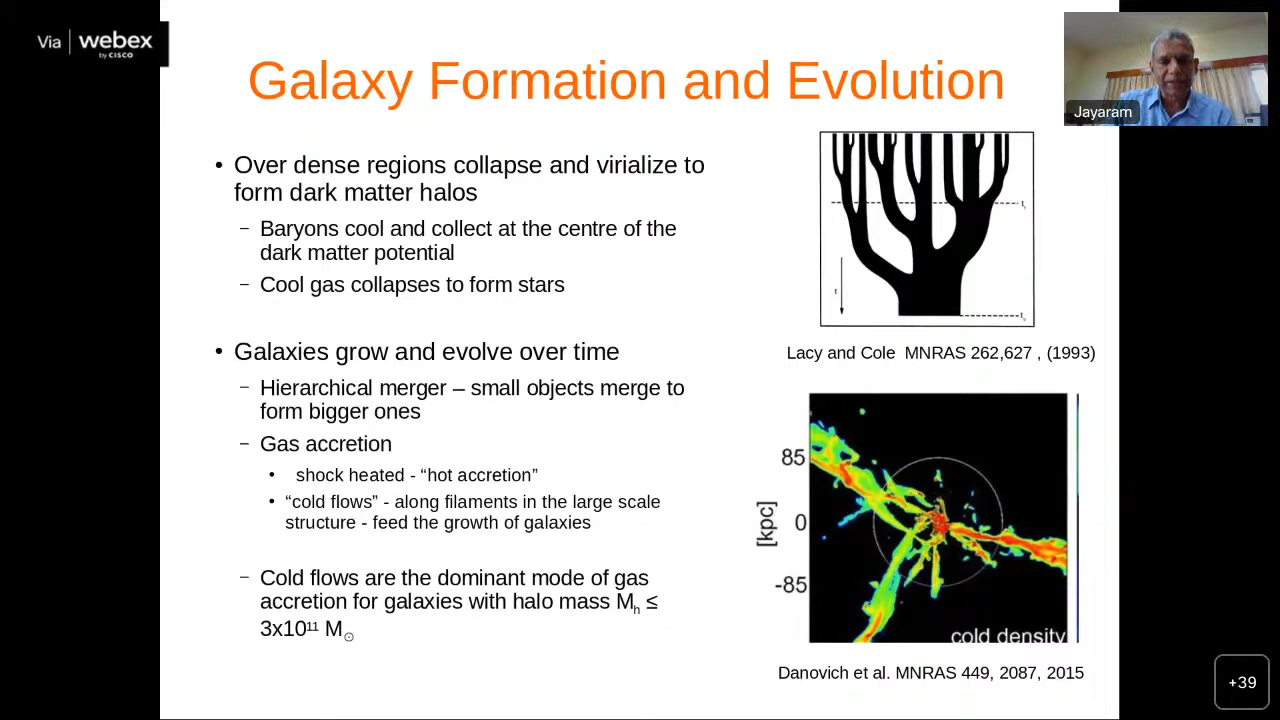 Via | webex
by CISCO
Galaxy Formation and Evolution
Jayaram
• Over dense regions collapse and virialize to
form dark matter halos
– Baryons cool and collect at the centre of the
dark matter potential
– Cool gas collapses to form stars
• Galaxies grow and evolve over time
– Hierarchical merger – small objects merge to
form bigger ones
– Gas accretion
• shock heated - “hot accretion”
• “cold flows” - along filaments in the large scale
structure - feed the growth of galaxies
– Cold flows are the dominant mode of gas
accretion for galaxies with halo mass Mₕ ≤
3x10¹¹ M☉
t
Lacy and Cole MNRAS 262,627 , (1993)
85
0
-85
[kpc]
cold density
Danovich et al. MNRAS 449, 2087, 2015
+39